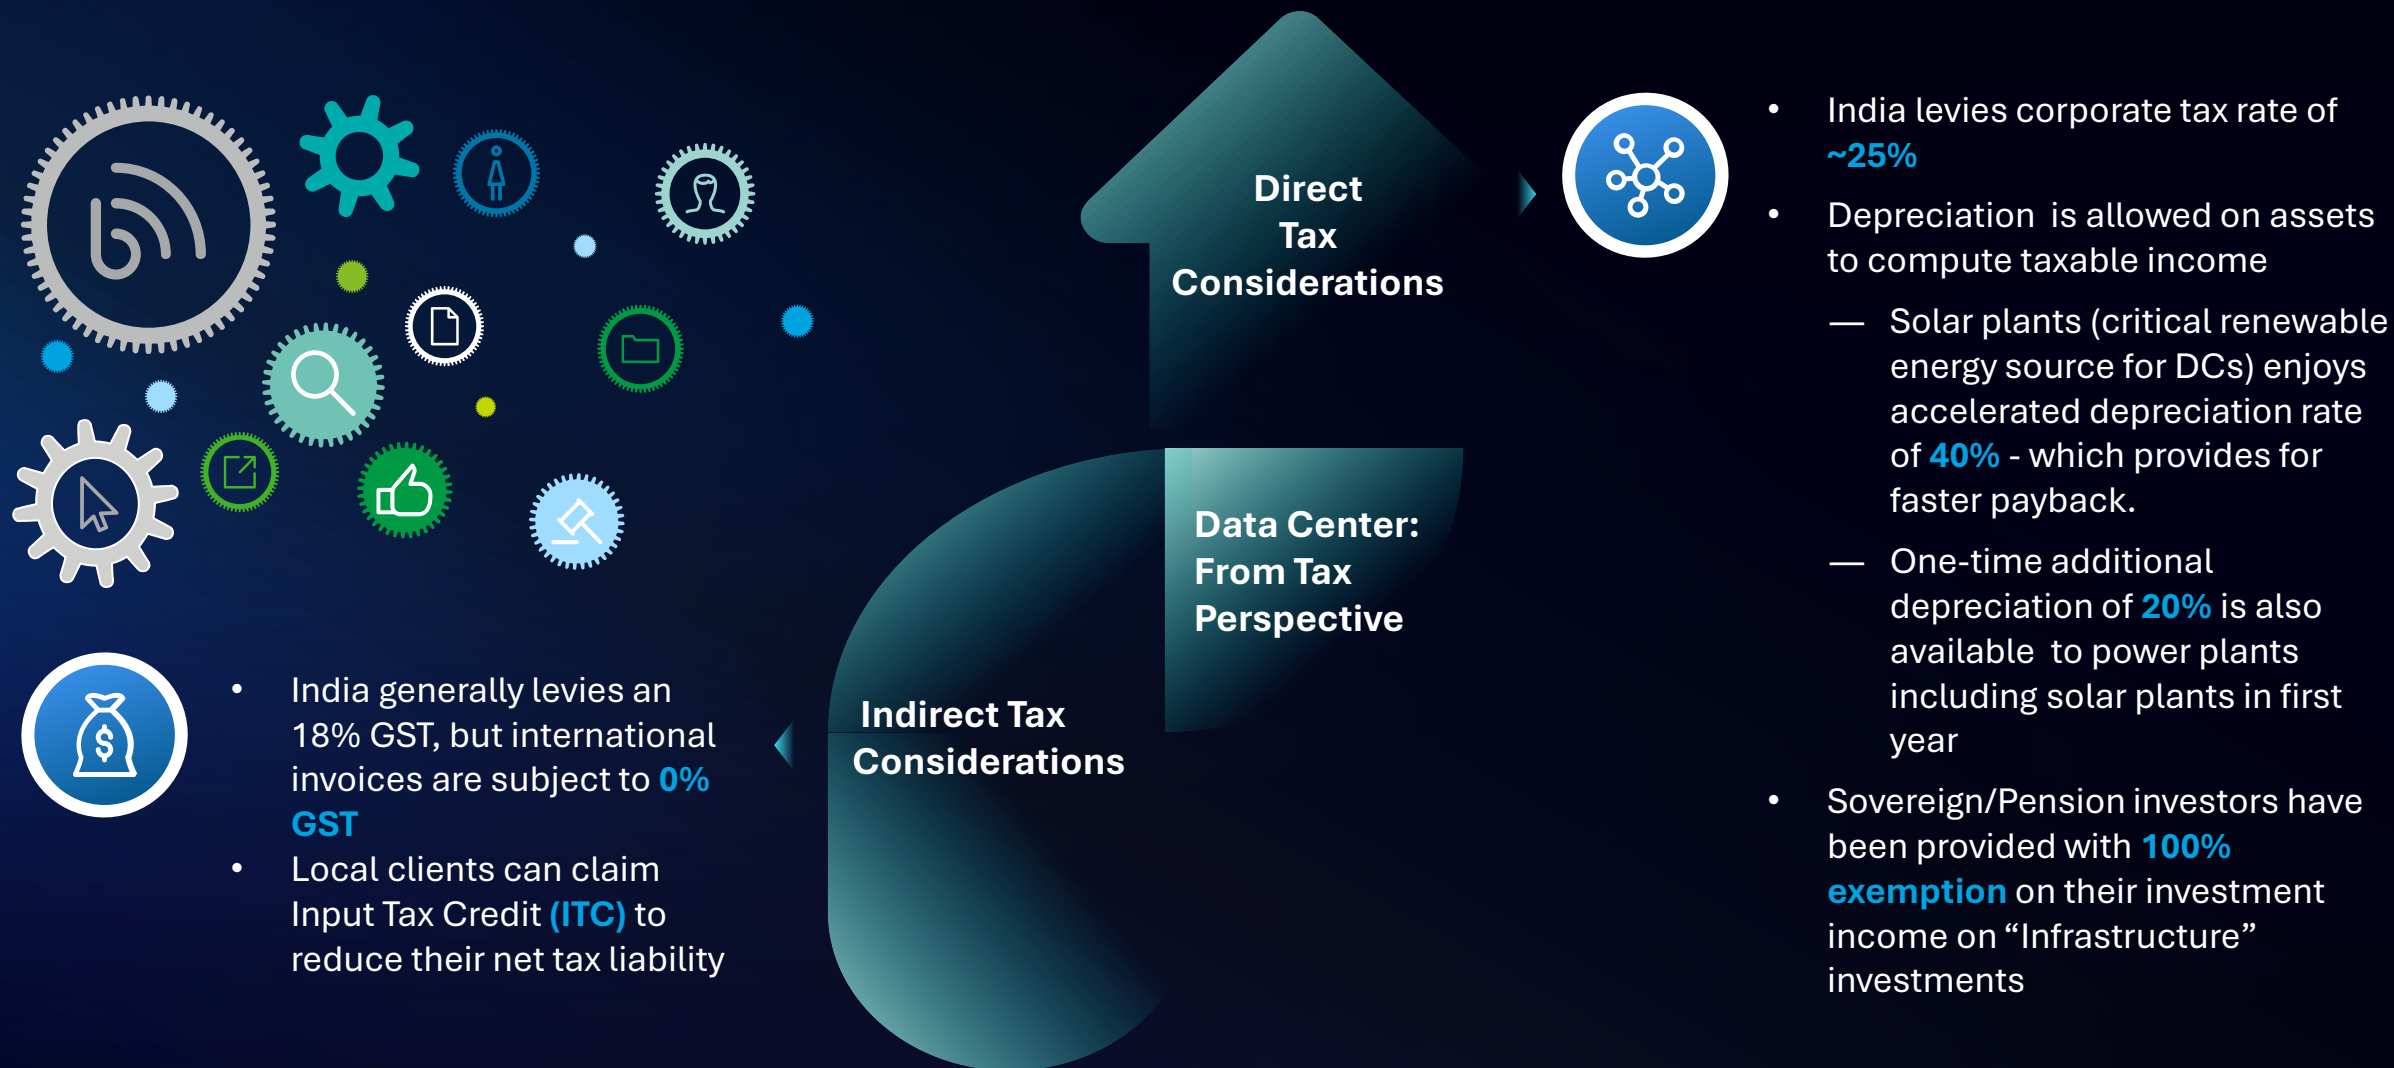 Direct
Tax
Considerations
• India levies corporate tax rate of
~25%
• Depreciation is allowed on assets
to compute taxable income
— Solar plants (critical renewable
energy source for DCs) enjoys
accelerated depreciation rate
of 40% - which provides for
faster payback.
— One-time additional
depreciation of 20% is also
available to power plants
including solar plants in first
year
• Sovereign/Pension investors have
been provided with 100%
exemption on their investment
income on “Infrastructure”
investments
Data Center:
From Tax
Perspective
Indirect Tax
Considerations
• India generally levies an
18% GST, but international
invoices are subject to 0%
GST
• Local clients can claim
Input Tax Credit (ITC) to
reduce their net tax liability